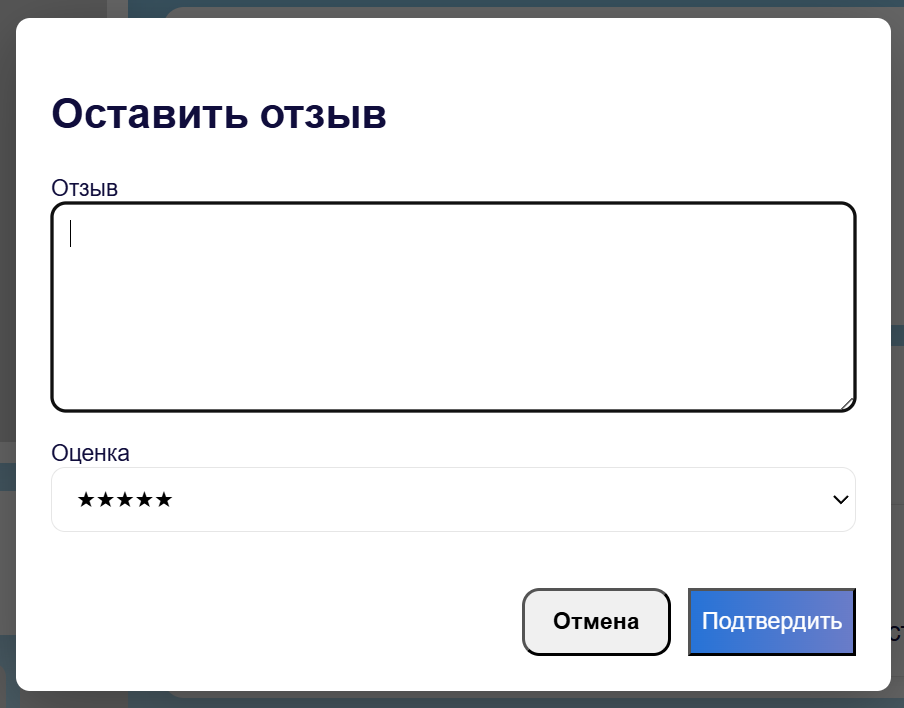 Оставить отзыв
Отзыв
Оценка
★★★★★
Отмена
Подтвердить